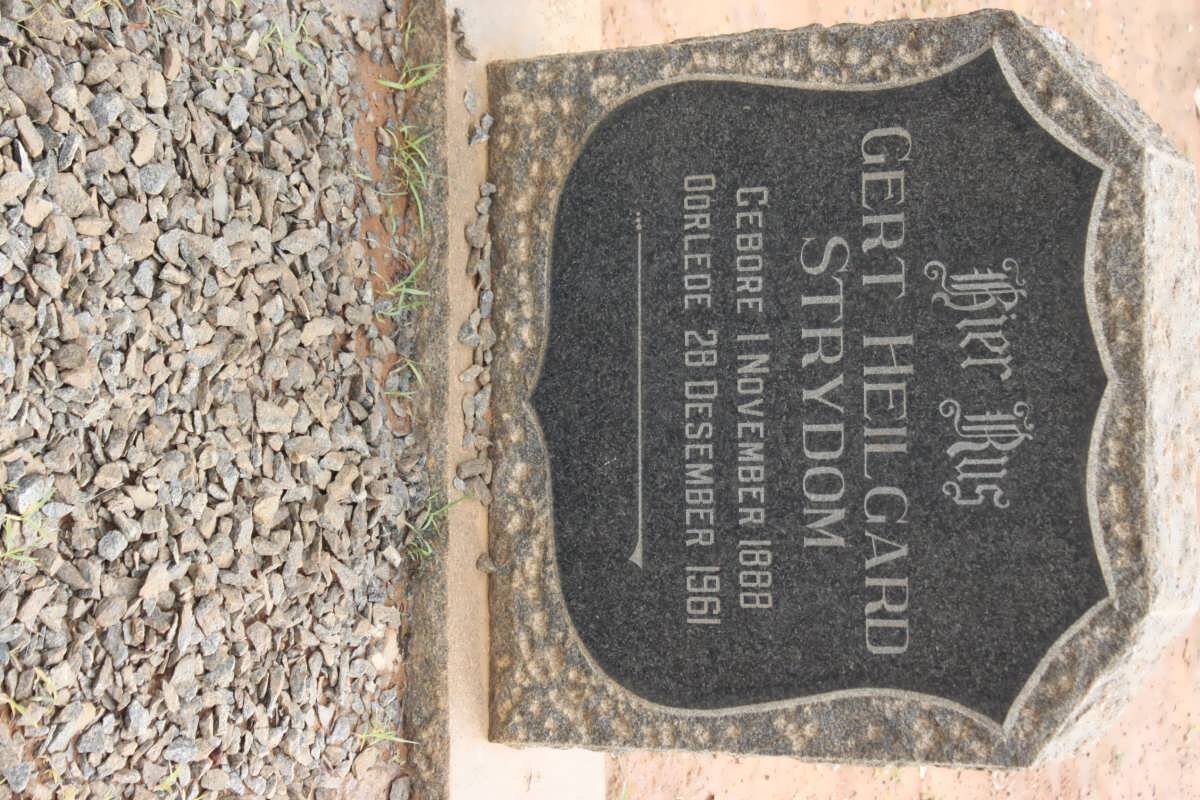 Hier Rus
GERT HEILGARD
STRYDOM
GEBORE 1 NOVEMBER 1888
OORLEDE 28 DESEMBER 1961